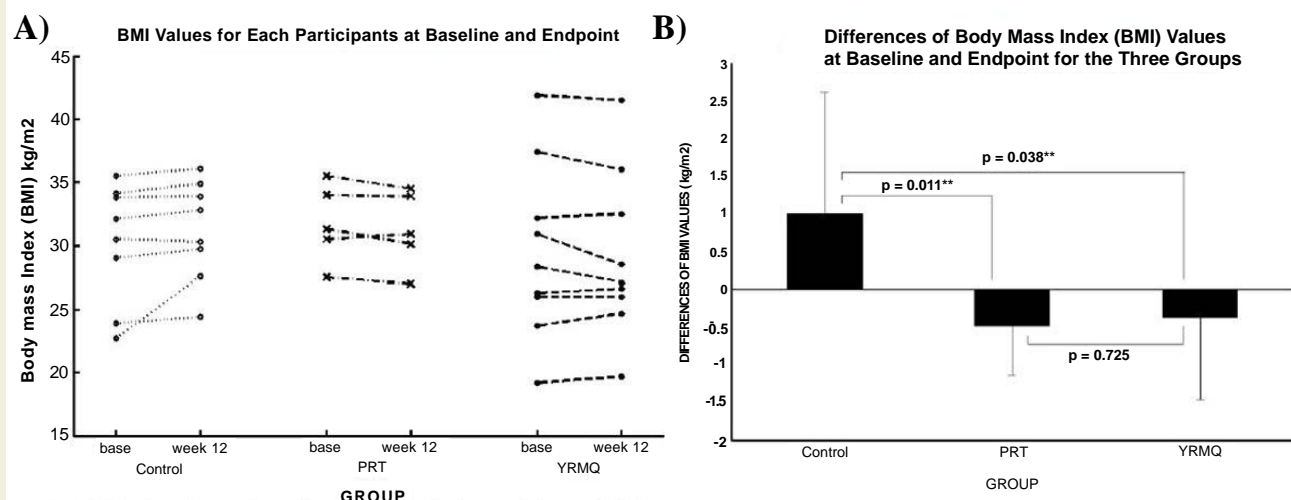 A)
BMI Values for Each Participants at Baseline and Endpoint
Body mass Index (BMI) kg/m2
45
40
35
30
25
20
15
base week 12 base week 12 base week 12
Control PRT YRMQ
GROUP
B)
Differences of Body Mass Index (BMI) Values
at Baseline and Endpoint for the Three Groups
DIFFERENCES OF BMI VALUES (kg/m2)
3
2.5
2
1.5
1
0.5
0
-0.5
-1
-1.5
-2
p = 0.038**
p = 0.011**
p = 0.725
Control PRT YRMQ
GROUP